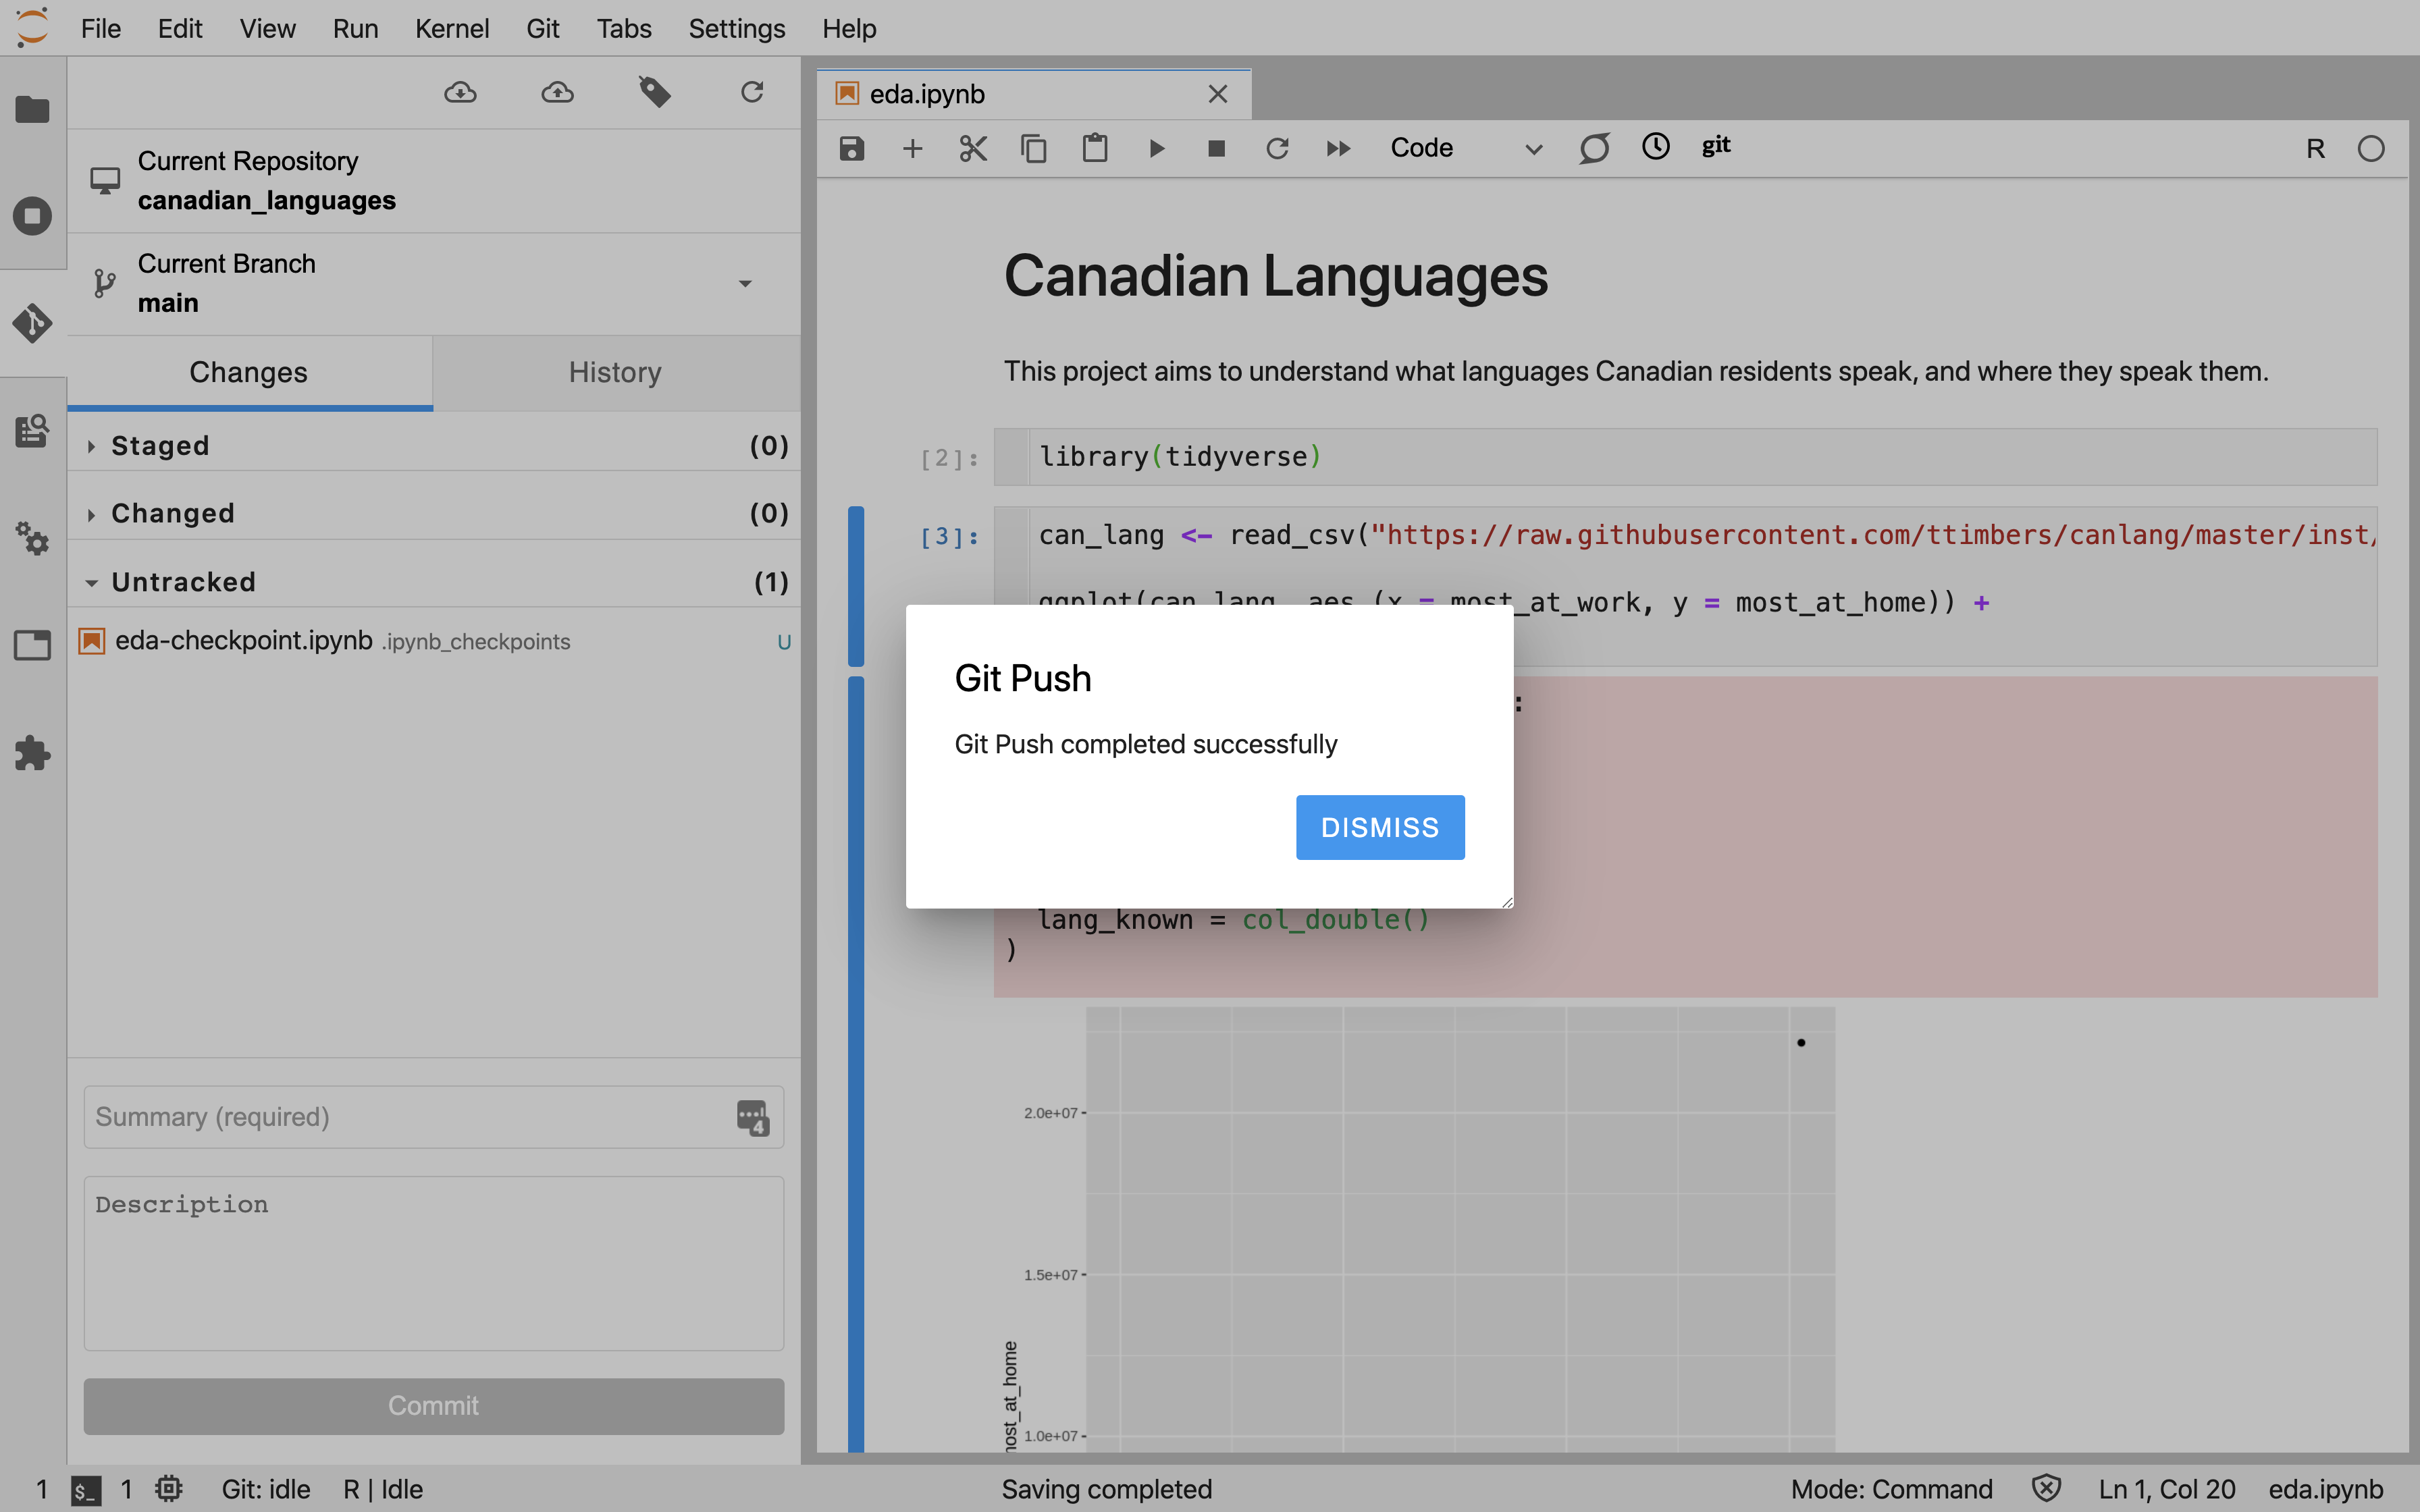 File Edit View Run Kernel Git Tabs Settings Help
Current Repository
canadian_languages
Current Branch
main
Changes History
Staged (0)
Changed (0)
Untracked (1)
eda-checkpoint.ipynb .ipynb_checkpoints U
Summary (required)
4
Description
Commit
eda.ipynb
Code git R
Canadian Languages
This project aims to understand what languages Canadian residents speak, and where they speak them.
[2]: library(tidyverse)
[3]: can_lang <- read_csv("https://raw.githubusercontent.com/ttimbers/canlang/master/inst/
ggplot(can_lang, aes (x = most_at_work, y = most_at_home)) +
:
Git Push
Git Push completed successfully
DISMISS
lang_known = col_double()
)
2.0e+07
1.5e+07
1.0e+07
most_at_home
1 $_ 1 Git: idle R | Idle Saving completed Mode: Command Ln 1, Col 20 eda.ipynb